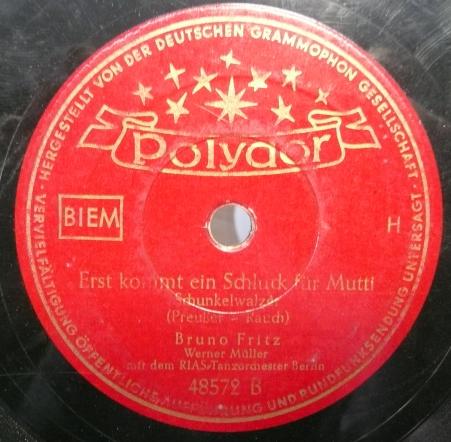 · HERGESTELLT VON DER DEUTSCHEN GRAMMOPHON GESELLSCHAFT ·
Polydor
BIEM
H
Erst kommt ein Schluck für Mutti
Schunkelwalzer
(Preußer - Rauch)
Bruno Fritz
Werner Müller
mit dem RIAS-Tanzorchester Berlin
48572 B
VERVIELFÄLTIGUNG ÖFFENTLICHE AUFFÜHRUNG UND RUNDFUNKSENDUNG UNTERSAGT